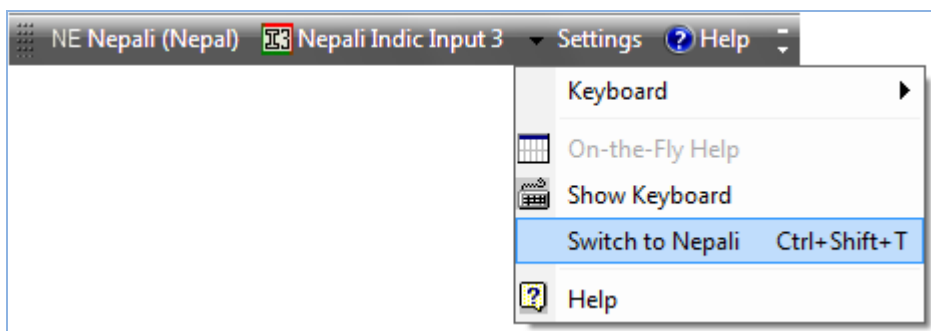 NE Nepali (Nepal) I3 Nepali Indic Input 3 Settings ? Help
Keyboard
On-the-Fly Help
Show Keyboard
Switch to Nepali Ctrl+Shift+T
? Help